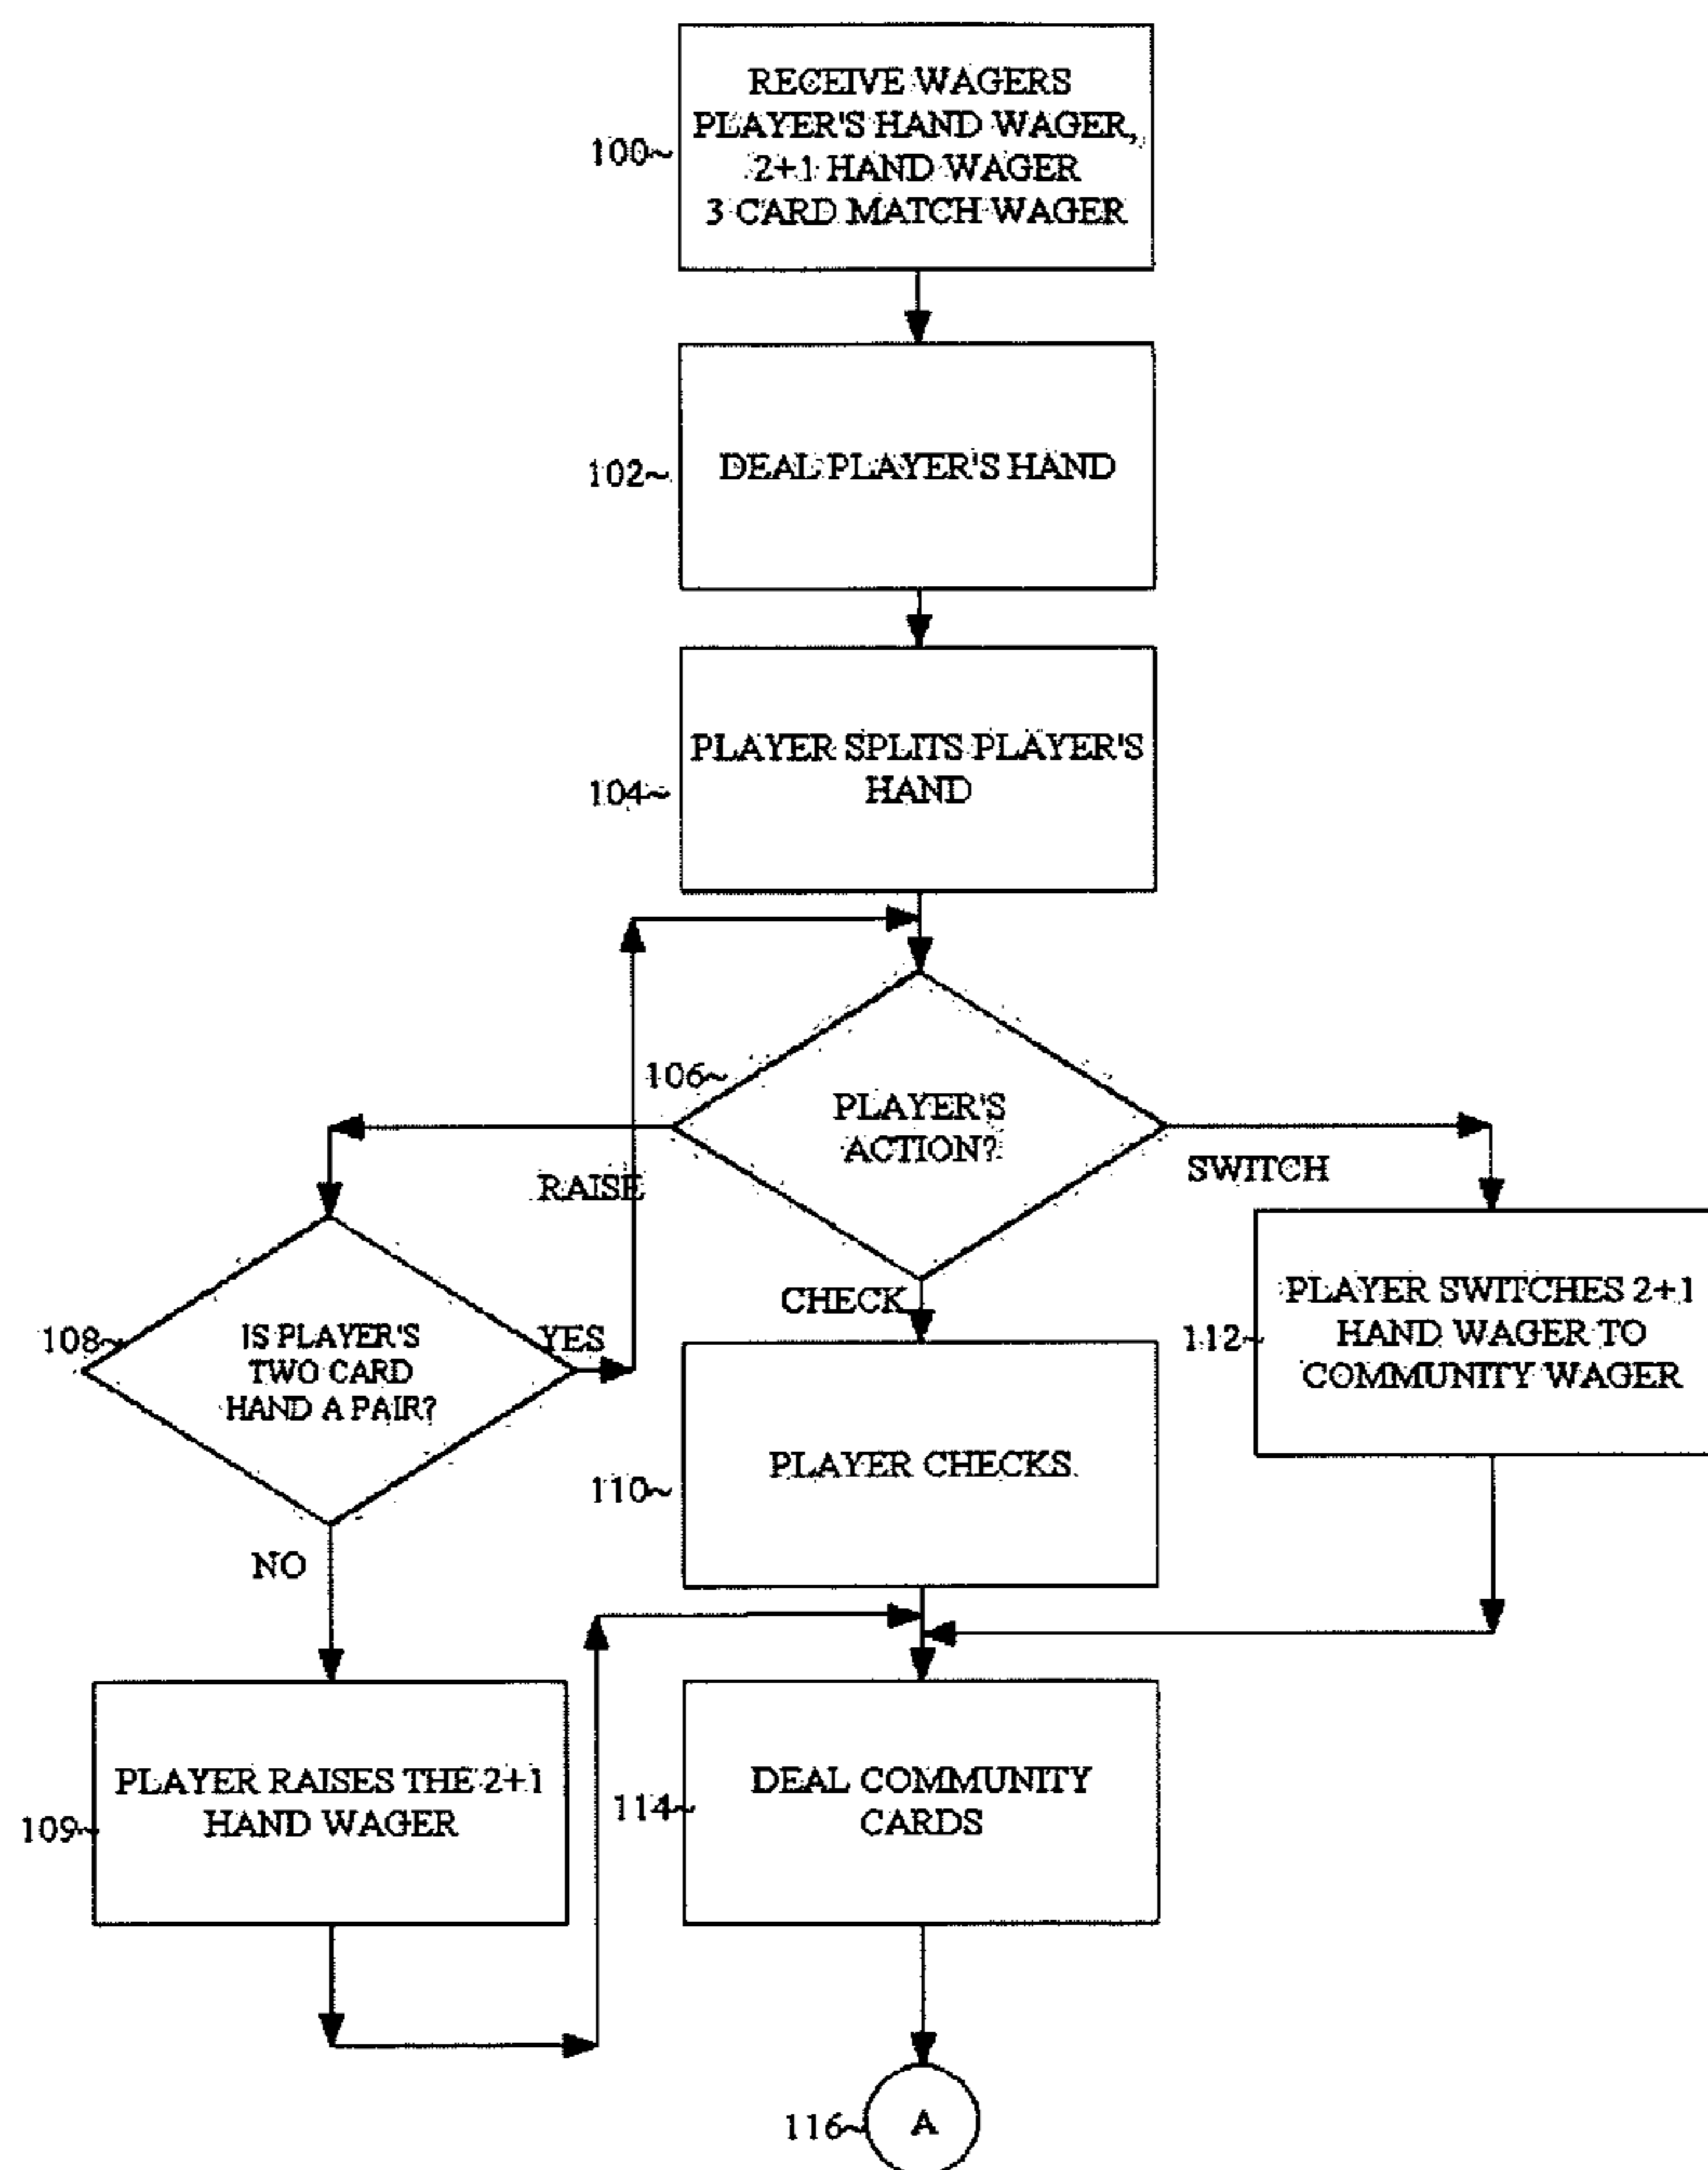 RECEIVE WAGERS
PLAYER'S HAND WAGER,
2+1 HAND WAGER
3 CARD MATCH WAGER
100~
DEAL PLAYER'S HAND
102~
PLAYER SPLITS PLAYER'S
HAND
104~
106~
PLAYER'S
ACTION?
RAISE
SWITCH
CHECK
108~
IS PLAYER'S
TWO CARD
HAND A PAIR?
YES
NO
PLAYER SWITCHES 2+1
HAND WAGER TO
COMMUNITY WAGER
112~
PLAYER CHECKS
110~
PLAYER RAISES THE 2+1
HAND WAGER
109~
DEAL COMMUNITY
CARDS
114~
116~
A